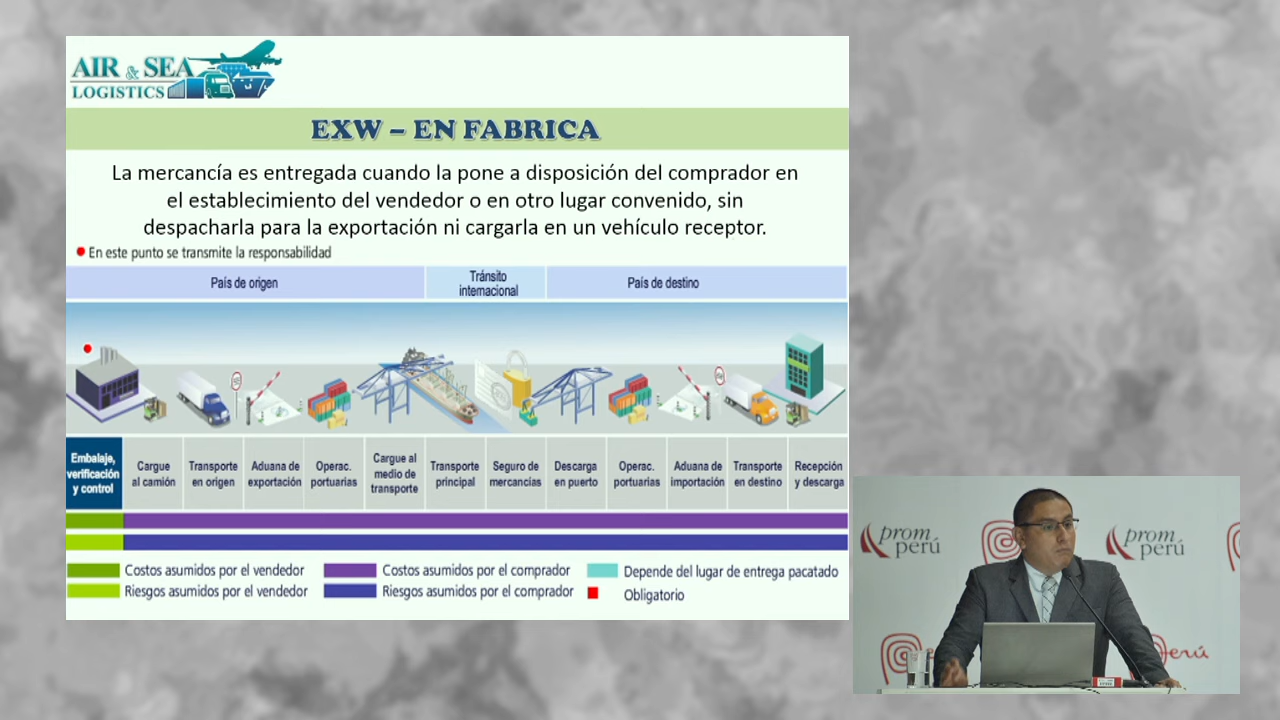 AIR & SEA
LOGISTICS
EXW – EN FABRICA
La mercancía es entregada cuando la pone a disposición del comprador en
el establecimiento del vendedor o en otro lugar convenido, sin
despacharla para la exportación ni cargarla en un vehículo receptor.
En este punto se transmite la responsabilidad
País de origen
Tránsito
internacional
País de destino
Embalaje,
verificación
y control
Cargue
al camión
Transporte
en origen
Aduana de
exportación
Operac.
portuarias
Cargue al
medio de
transporte
Transporte
principal
Seguro de
mercancías
Descarga
en puerto
Operac.
portuarias
Aduana de
importación
Transporte
en destino
Recepción
y descarga
Costos asumidos por el vendedor
Costos asumidos por el comprador
Depende del lugar de entrega pacatado
Riesgos asumidos por el vendedor
Riesgos asumidos por el comprador
Obligatorio
prom
perú
prom
perú